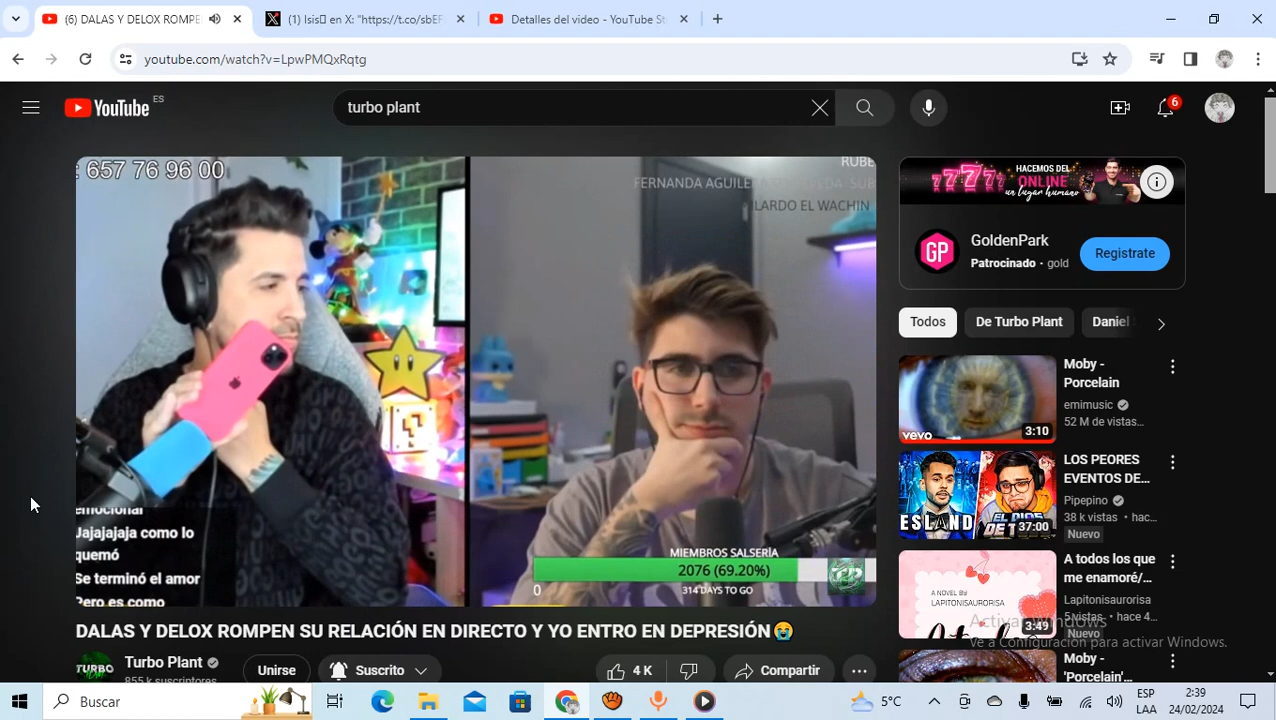 (6) DALAS Y DELOX ROMPE
(1) Isis en X: "https://t.co/sbEF
Detalles del video - YouTube St
youtube.com/watch?v=LpwPMQxRqtg
YouTube
ES
turbo plant
6
: 657 76 96 00
RUBE
FERNANDA AGUILE
SUB
LARDO EL WACHIN
emocional
Jajajajaja como lo
quemó
Se terminó el amor
Pero es como
MIEMBROS SALSERÍA
2076 (69.20%)
0
314 DAYS TO GO
DALAS Y DELOX ROMPEN SU RELACIÓN EN DIRECTO Y YO ENTRO EN DEPRESIÓN😭
TURBO
Turbo Plant
855 k suscriptores
Unirse
Suscrito
4 K
Compartir
77777
HACEMOS DEL
ONLINE
un lugar humano
GP
GoldenPark
Patrocinado · gold
Registrate
Todos
De Turbo Plant
Daniel
vevo
3:10
Moby -
Porcelain
emimusic
52 M de vistas...
ESLAND
37:00
LOS PEORES
EVENTOS DE...
Pipepino
38 k vistas · hac...
Nuevo
A NOVEL By
LAPITONISAURORISA
3:49
A todos los que
me enamoré/...
Lapitonisaurorisa
5 vistas · hace 4...
Nuevo
Moby -
'Porcelain'
Activar Windows
Ve a Configuración para activar Windows.
Buscar
5°C
ESP
LAA
2:39
24/02/2024